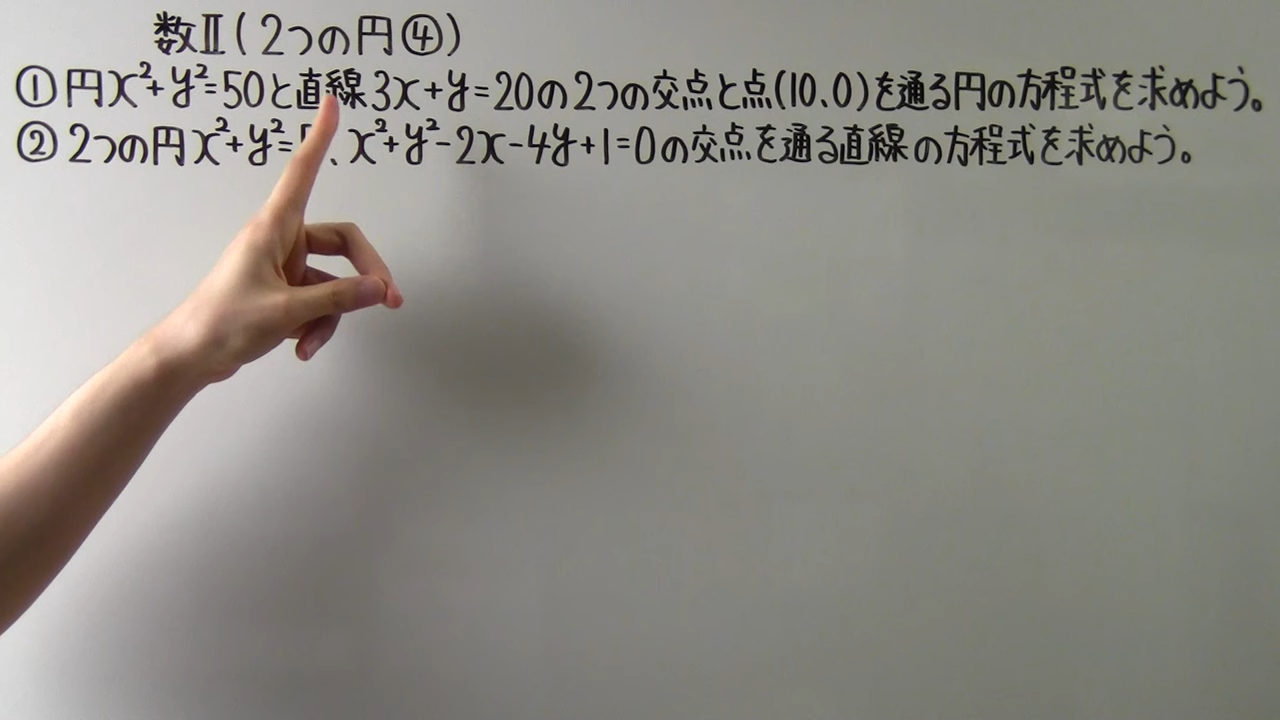 数Ⅱ(2つの円④)
①円x²+y²=50と直線3x+y=20の2つの交点と点(10、0)を通る円の方程式を求めよう。
②2つの円x²+y²= 、x²+y²-2x-4y+1=0の交点を通る直線の方程式を求めよう。